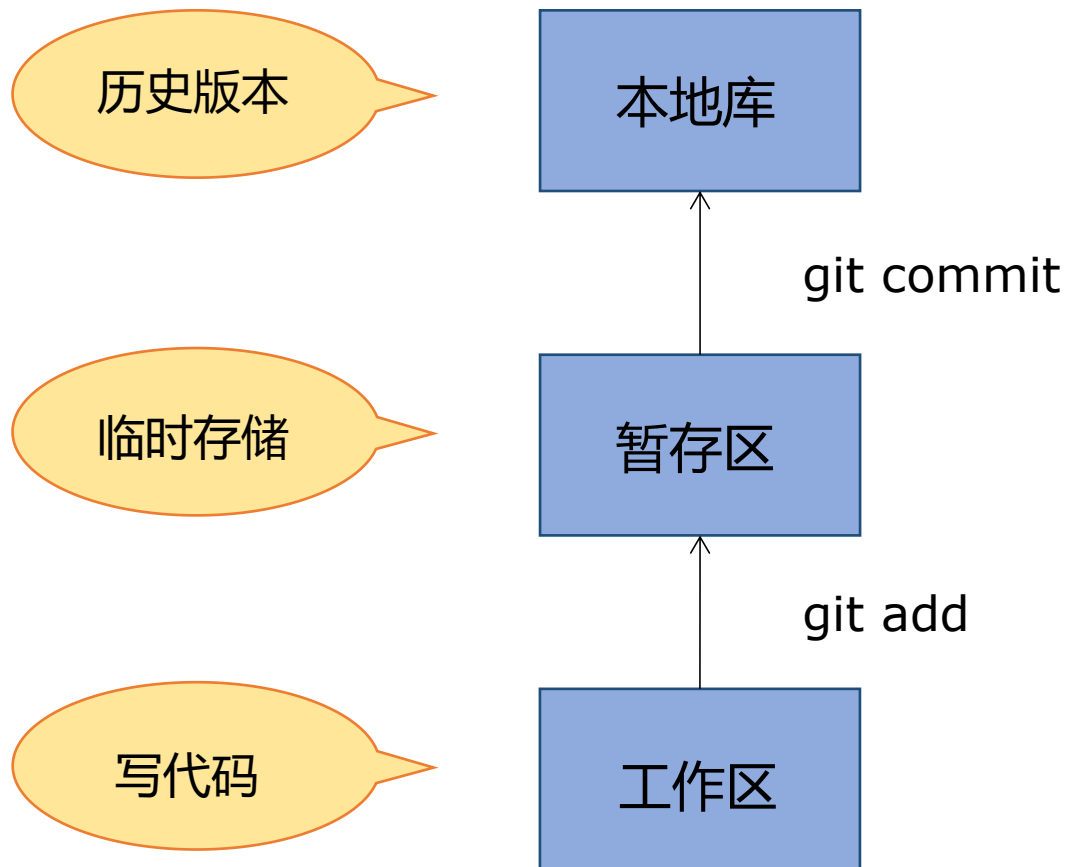 历史版本
本地库
git commit
临时存储
暂存区
git add
写代码
工作区